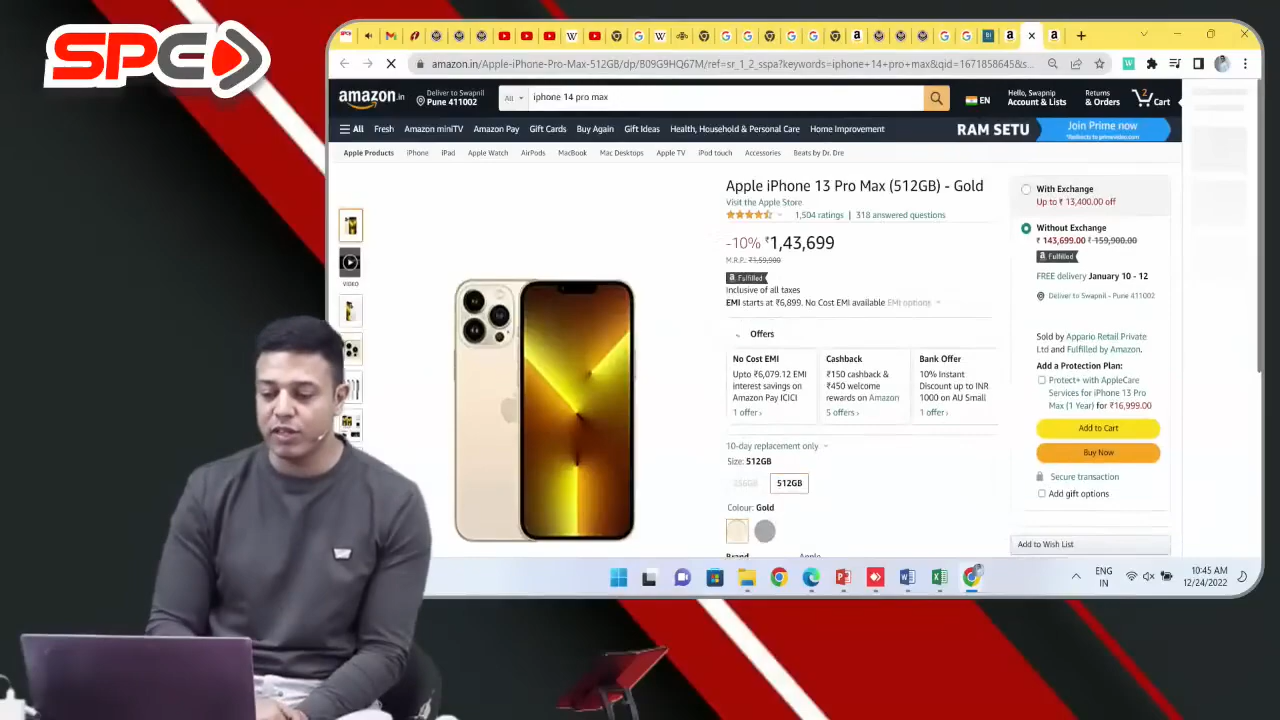 SPED
amazon.in/Apple-iPhone-Pro-Max-512GB/dp/B09G9HQ67M/ref=sr_1_2_sspa?keywords=iphone+14+pro+max&qid=1671858645&s...
amazon.in
Deliver to Swapnil
Pune 411002
All
iphone 14 pro max
EN
Hello, Swapnip
Account & Lists
Returns
& Orders
2
Cart
All
Fresh
Amazon miniTV
Amazon Pay
Gift Cards
Buy Again
Gift Ideas
Health, Household & Personal Care
Home Improvement
RAM SETU
Join Prime now
Apple Products
iPhone
iPad
Apple Watch
AirPods
MacBook
Mac Desktops
Apple TV
iPod touch
Accessories
Beats by Dr. Dre
VIDEO
Apple iPhone 13 Pro Max (512GB) - Gold
Visit the Apple Store
1,504 ratings | 318 answered questions
-10% ₹1,43,699
M.R.P.: ₹1,59,900
a Fulfilled
Inclusive of all taxes
EMI starts at ₹6,899. No Cost EMI available EMI options
Offers
No Cost EMI
Upto ₹6,079.12 EMI
interest savings on
Amazon Pay ICICI
1 offer ›
Cashback
₹150 cashback &
₹450 welcome
rewards on Amazon
5 offers ›
Bank Offer
10% Instant
Discount up to INR
1000 on AU Small
1 offer ›
10-day replacement only
Size: 512GB
256GB
512GB
Colour: Gold
Brand
Apple
With Exchange
Up to ₹ 13,400.00 off
Without Exchange
₹ 143,699.00 ₹ 159,900.00
a Fulfilled
FREE delivery January 10 - 12
Deliver to Swapnil - Pune 411002
Sold by Appario Retail Private
Ltd and Fulfilled by Amazon.
Add a Protection Plan:
Protect+ with AppleCare
Services for iPhone 13 Pro
Max (1 Year) for ₹16,999.00
Add to Cart
Buy Now
Secure transaction
Add gift options
Add to Wish List
ENG
IN
10:45 AM
12/24/2022